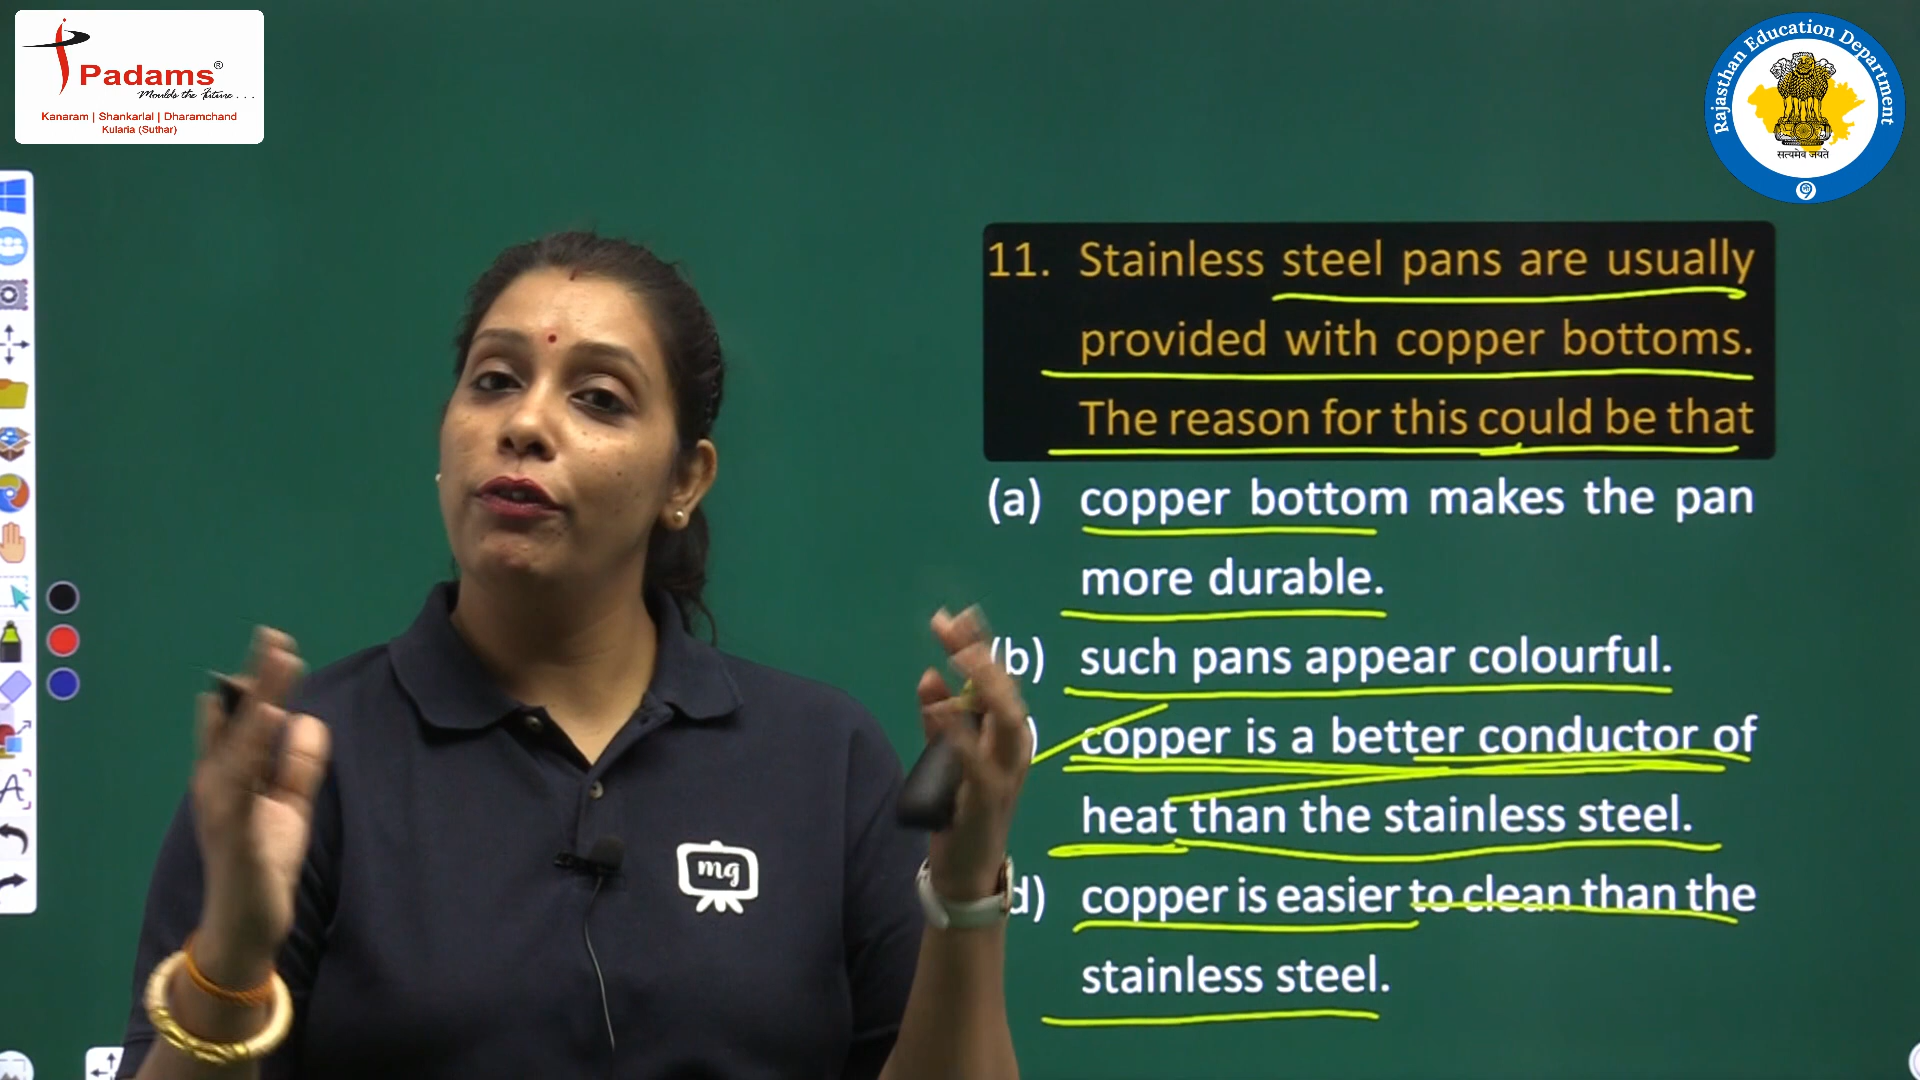 Padams®
Moulds the Future . . .
Kanaram | Shankarlal | Dharamchand
Kularia (Suthar)
Rajasthan Education Department
सत्यमेव जयते
11. Stainless steel pans are usually
provided with copper bottoms.
The reason for this could be that
(a) copper bottom makes the pan
more durable.
(b) such pans appear colourful.
) copper is a better conductor of
heat than the stainless steel.
d) copper is easier to clean than the
stainless steel.
mg
A